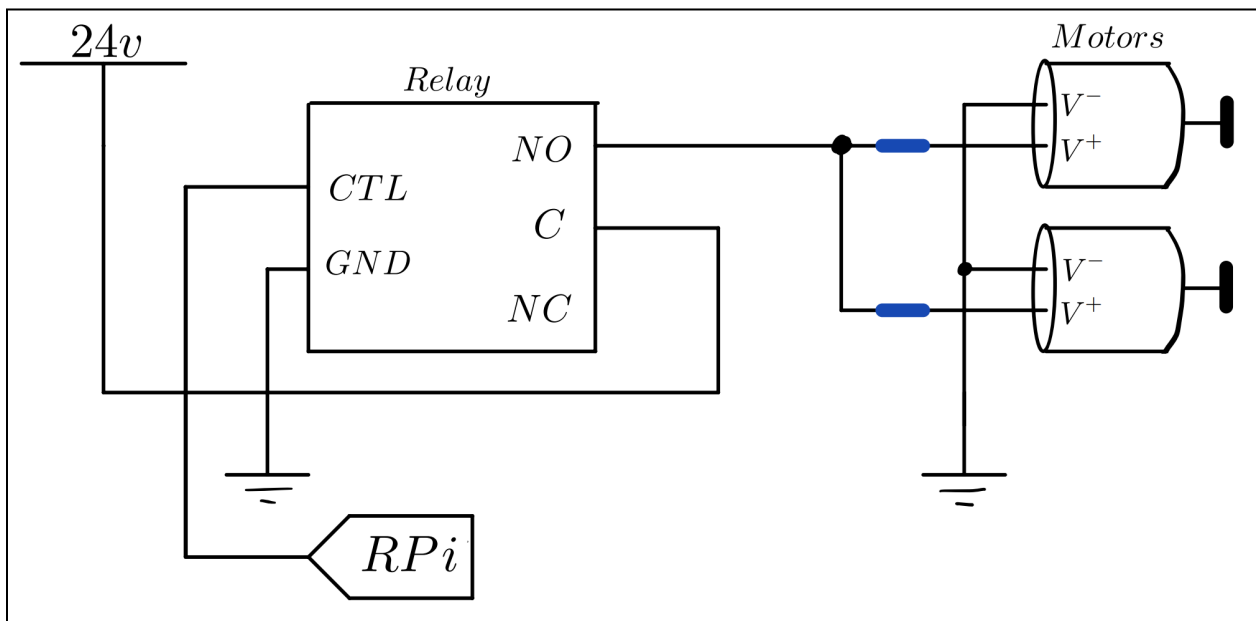 24v
Relay
Motors
NO
CTL
C
GND
NC
V⁻
V⁺
V⁻
V⁺
RPi